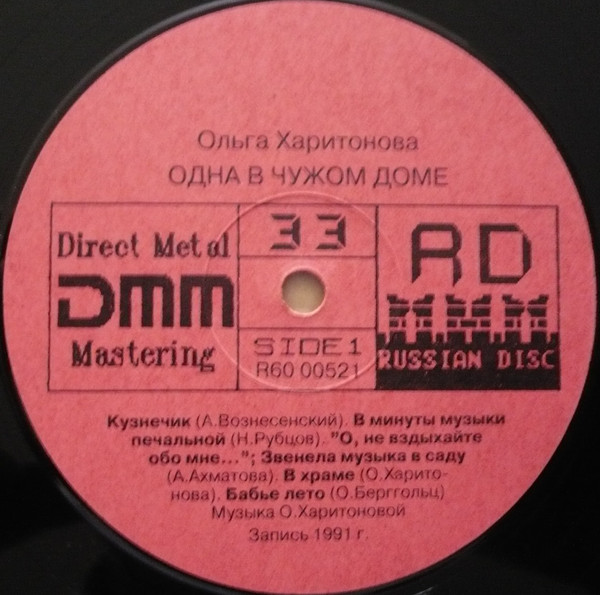 Ольга Харитонова
ОДНА В ЧУЖОМ ДОМЕ
Direct Metal
DMM
Mastering
33
SIDE 1
R60 00521
RD
RUSSIAN DISC
Кузнечик (А.Вознесенский). В минуты музыки
печальной (Н.Рубцов). "О, не вздыхайте
обо мне..."; Звенела музыка в саду
(А.Ахматова). В храме (О.Харито-
нова). Бабье лето (О.Берггольц)
Музыка О.Харитоновой
Запись 1991 г.